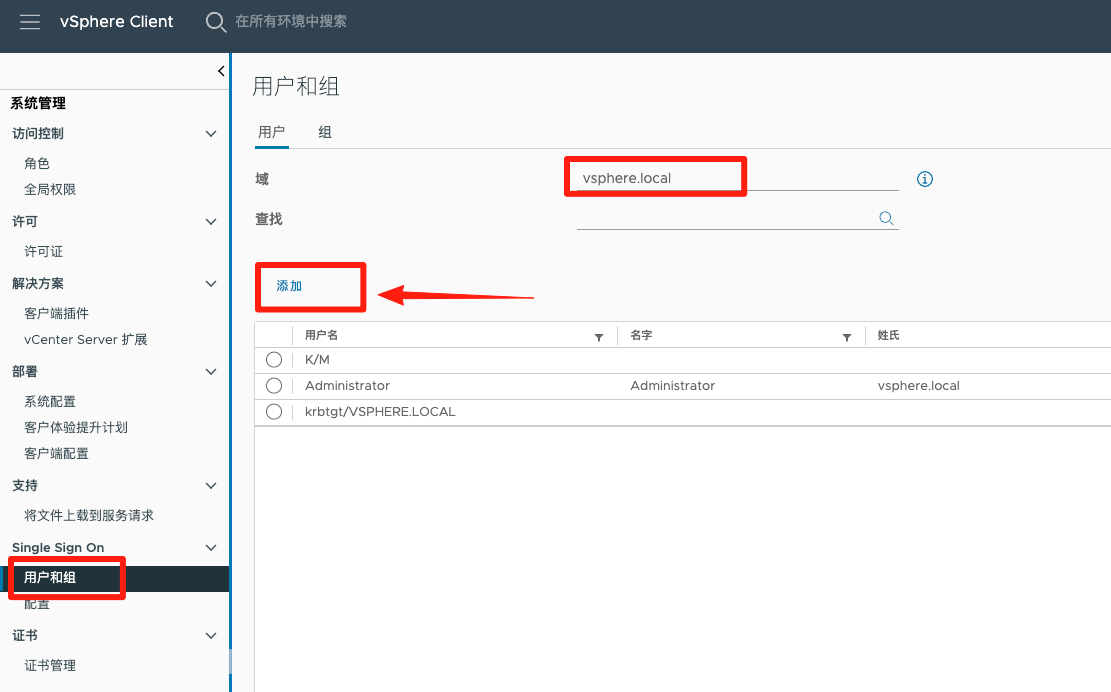 vSphere Client 在所有环境中搜索
系统管理
访问控制
角色
全局权限
许可
许可证
解决方案
客户端插件
vCenter Server 扩展
部署
系统配置
客户体验提升计划
客户端配置
支持
将文件上载到服务请求
Single Sign On
用户和组
配置
证书
证书管理
用户和组
用户 组
域 vsphere.local
查找
添加
用户名 名字 姓氏
K/M
Administrator Administrator vsphere.local
krbtgt/VSPHERE.LOCAL